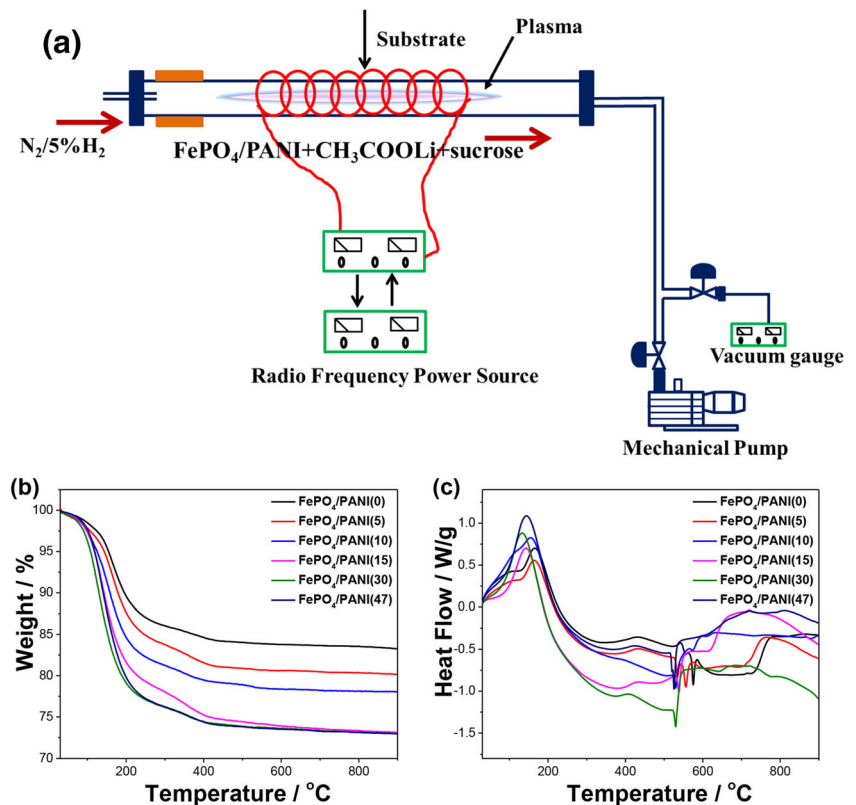 (a)
Substrate
Plasma
N₂/5%H₂
FePO₄/PANI+CH₃COOLi+sucrose
Radio Frequency Power Source
Vacuum gauge
Mechanical Pump
(b)
FePO₄/PANI(0)
FePO₄/PANI(5)
FePO₄/PANI(10)
FePO₄/PANI(15)
FePO₄/PANI(30)
FePO₄/PANI(47)
Weight / %
100
95
90
85
80
75
70
200
400
600
800
Temperature / °C
(c)
FePO₄/PANI(0)
FePO₄/PANI(5)
FePO₄/PANI(10)
FePO₄/PANI(15)
FePO₄/PANI(30)
FePO₄/PANI(47)
Heat Flow / W/g
1.0
0.5
0.0
-0.5
-1.0
-1.5
200
400
600
800
Temperature / °C